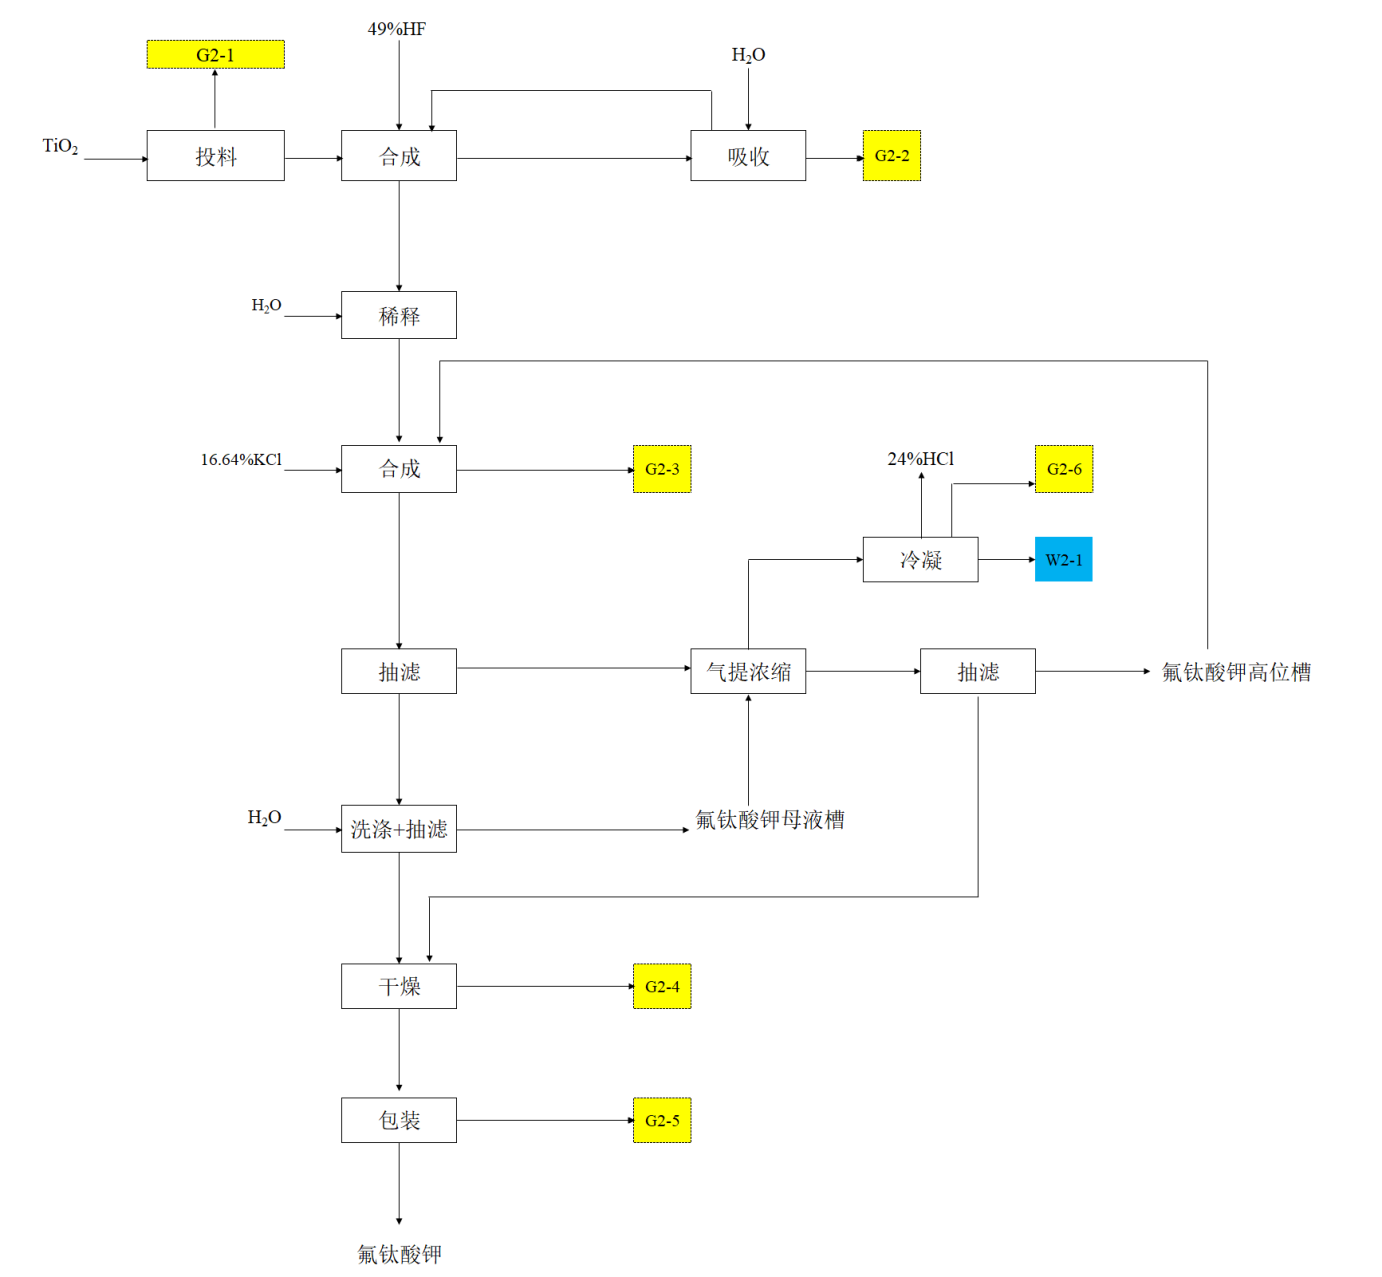 49%HF
G2-1
H₂O
TiO₂
投料
合成
吸收
G2-2
H₂O
稀释
16.64%KCl
合成
G2-3
24%HCl
G2-6
冷凝
W2-1
抽滤
气提浓缩
抽滤
氟钛酸钾高位槽
H₂O
洗涤+抽滤
氟钛酸钾母液槽
干燥
G2-4
包装
G2-5
氟钛酸钾